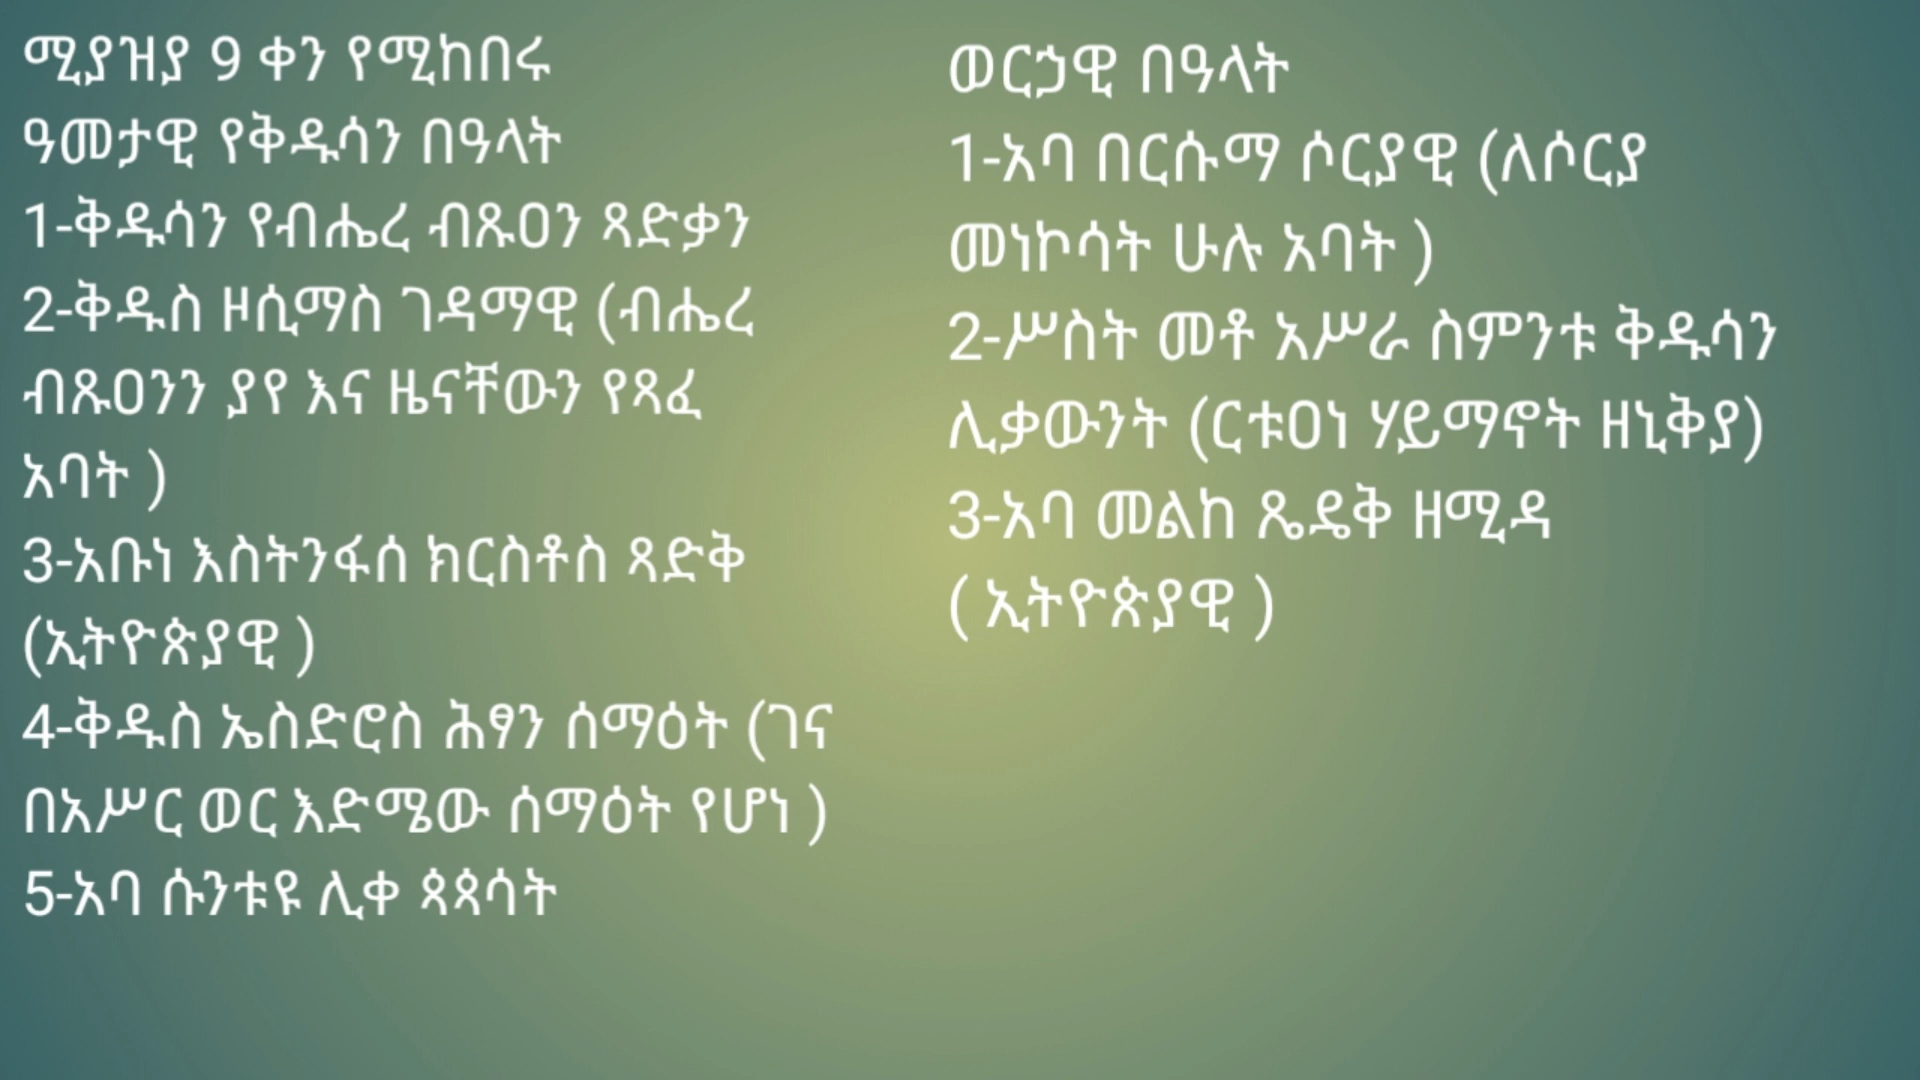 ሚያዝያ 9 ቀን የሚከበሩ
ዓመታዊ የቅዱሳን በዓላት
1-ቅዱሳን የብሔረ ብጹዐን ጻድቃን
2-ቅዱስ ዞሲማስ ገዳማዊ (ብሔረ
ብጹዐንን ያየ እና ዜናቸውን የጻፈ
አባት )
3-አቡነ እስትንፋሰ ክርስቶስ ጻድቅ
(ኢትዮጵያዊ )
4-ቅዱስ ኤስድሮስ ሕፃን ሰማዕት (ገና
በአሥር ወር እድሜው ሰማዕት የሆነ )
5-አባ ሱንቱዩ ሊቀ ጳጳሳት
ወርኃዊ በዓላት
1-አባ በርሱማ ሶርያዊ (ለሶርያ
መነኮሳት ሁሉ አባት )
2-ሥስት መቶ አሥራ ስምንቱ ቅዱሳን
ሊቃውንት (ርቱዐነ ሃይማኖት ዘኒቅያ)
3-አባ መልከ ጼዴቅ ዘሚዳ
( ኢትዮጵያዊ )